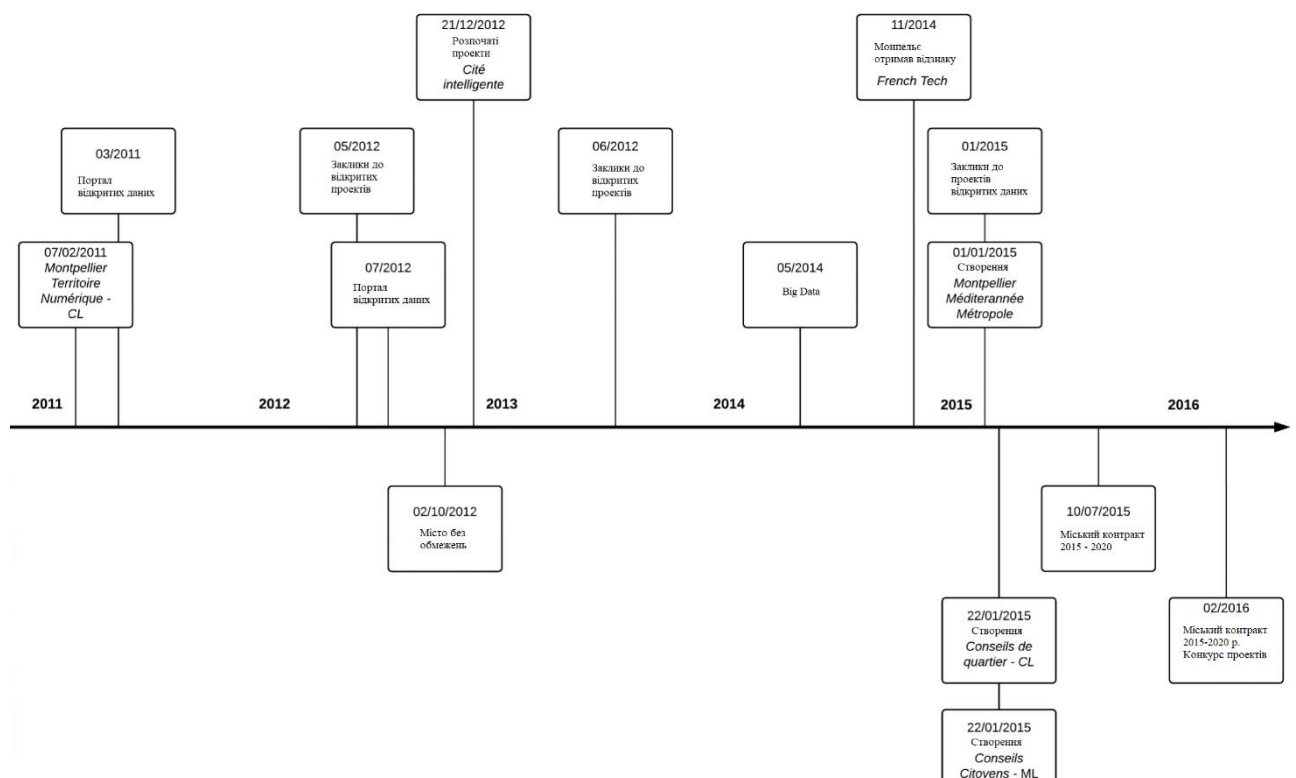 21/12/2012
Розпочаті
проекти
Cité
intelligente
11/2014
Монпельє
отримав відзнаку
French Tech
03/2011
Портал
відкритих даних
05/2012
Заклики до
відкритих
проектів
06/2012
Заклики до
відкритих
проектів
01/2015
Заклики до
проектів
відкритих даних
07/02/2011
Montpellier
Territoire
Numérique -
CL
07/2012
Портал
відкритих даних
05/2014
Big Data
01/01/2015
Створення
Montpellier
Méditerannée
Métropole
2011
2012
2013
2014
2015
2016
02/10/2012
Місто без
обмежень
10/07/2015
Міський контракт
2015 - 2020
22/01/2015
Створення
Conseils de
quartier - CL
02/2016
Міський контракт
2015-2020 р.
Конкурс проектів
22/01/2015
Створення
Conseils
Citoyens - ML